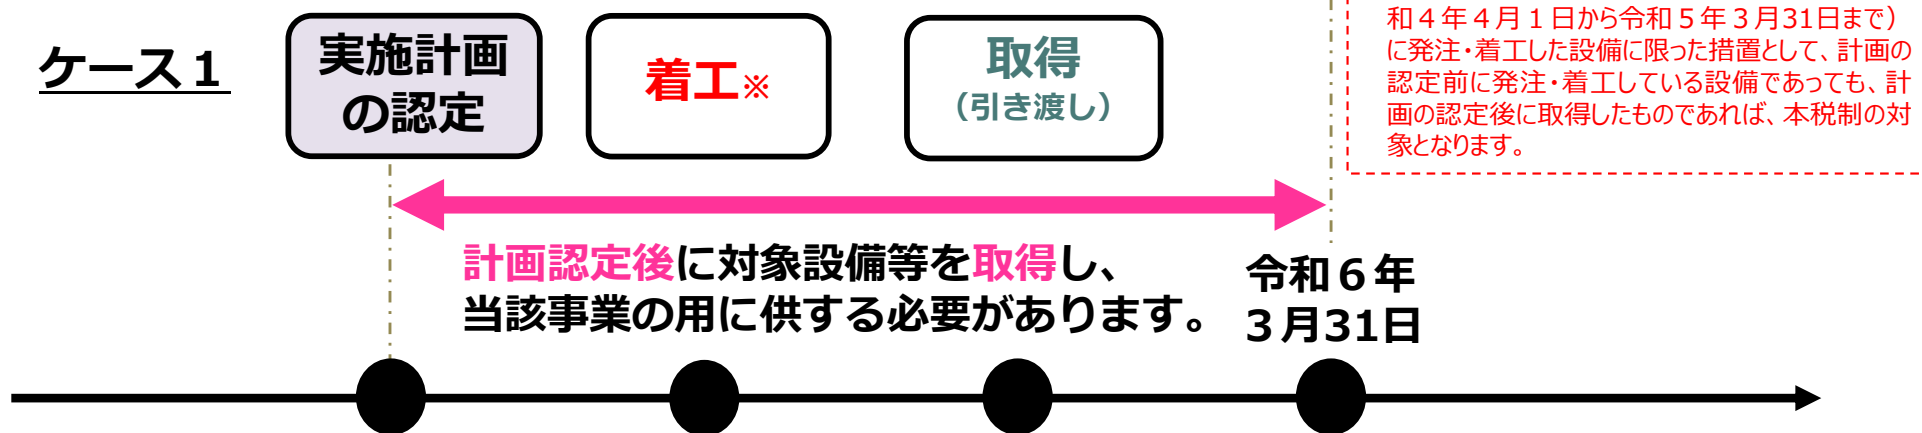 ケース１
実施計画
の認定
着工※
取得
（引き渡し）
和４年４月１日から令和５年３月31日まで）
に発注・着工した設備に限った措置として、計画の
認定前に発注・着工している設備であっても、計
画の認定後に取得したものであれば、本税制の対
象となります。
計画認定後に対象設備等を取得し、
当該事業の用に供する必要があります。
令和６年
３月31日